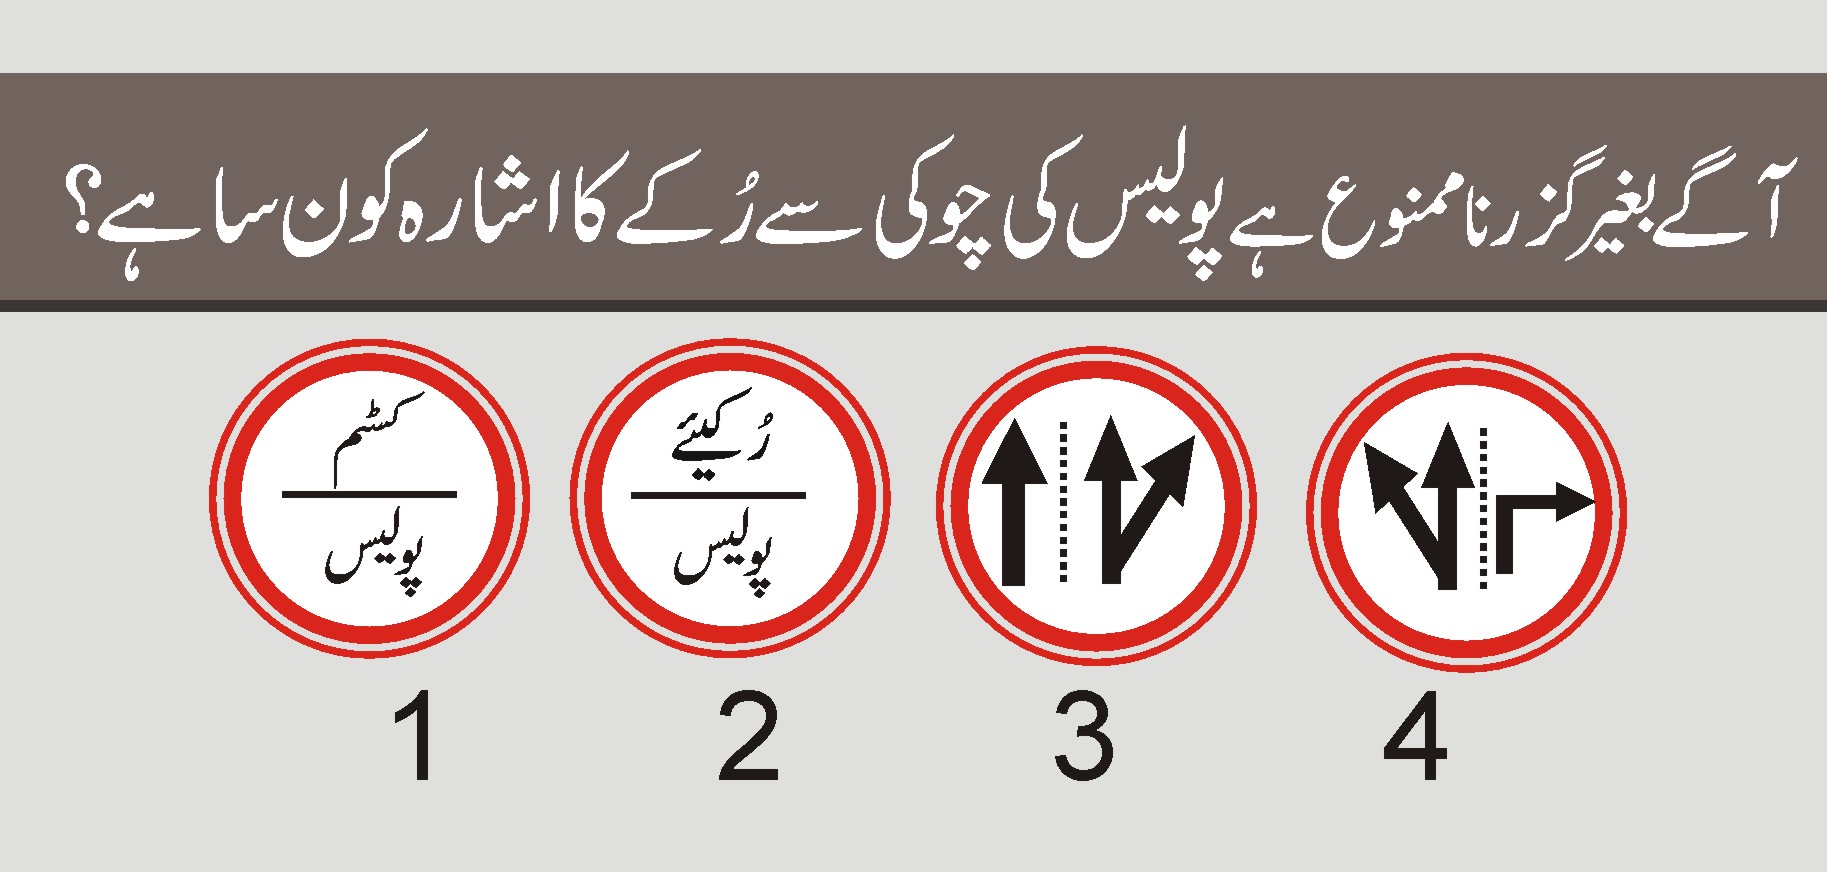 آگے بغیر گزرنا ممنوع ہے پولیس کی چوکی سے رُکے کا اشارہ کون سا ہے؟
کسٹم
پولیس
رُکیئے
پولیس
1 2 3 4